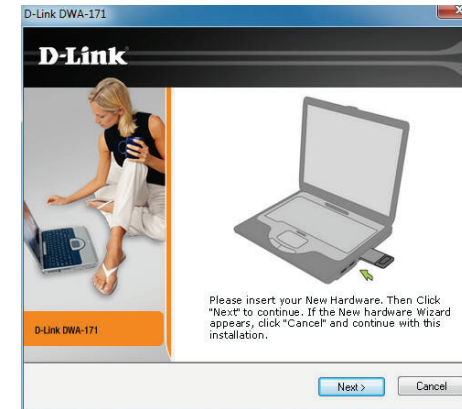 D-Link DWA-171
D-Link
Please insert your New Hardware. Then Click
"Next" to continue. If the New hardware Wizard
appears, click "Cancel" and continue with this
installation.
D-Link DWA-171
Next >
Cancel